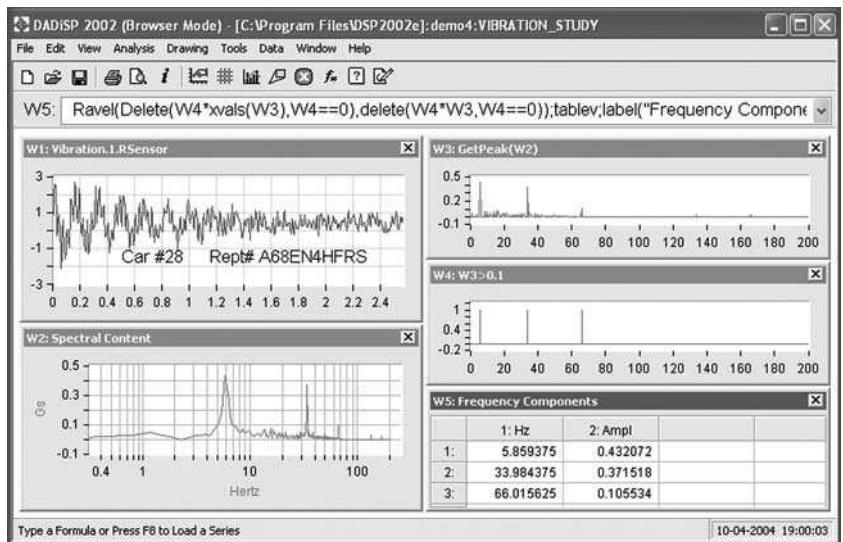 DADiSP 2002 (Browser Mode) - [C:\Program Files\DSP2002e]:demo4:VIBRATION_STUDY
File Edit View Analysis Drawing Tools Data Window Help
W5: Ravel(Delete(W4*xvals(W3),W4==0),delete(W4*W3,W4==0));tablev;label("Frequency Compone
W1: Vibration.1.RSensor
3
1
-1
-3
Car #28 Rept# A68EN4HFRS
0 0.2 0.4 0.6 0.8 1 1.2 1.4 1.6 1.8 2 2.2 2.4
W2: Spectral Content
0.5
0.3
0.1
-0.1
Gs
0.4 1 10 100
Hertz
W3: GetPeak(W2)
0.5
0.2
-0.1
0 20 40 60 80 100 120 140 160 180 200
W4: W3>0.1
1
0.4
-0.2
0 20 40 60 80 100 120 140 160 180 200
W5: Frequency Components
1: Hz 2: Ampl
1: 5.859375 0.432072
2: 33.984375 0.371518
3: 66.015625 0.105534
Type a Formula or Press F8 to Load a Series
10-04-2004 19:00:03